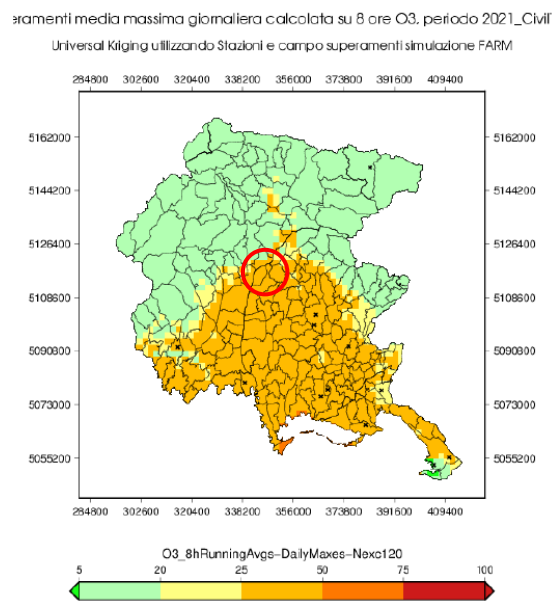 eramenti media massima giornaliera calcolata su 8 ore O3, periodo 2021_Civil
Universal Kriging utilizzando Stazioni e campo superamenti simulazione FARM
284800 302600 320400 338200 356000 373800 391600 409400
5162000 5162000
5144200 5144200
5126400 5126400
5108600 5108600
5090800 5090800
5073000 5073000
5055200 5055200
284800 302600 320400 338200 356000 373800 391600 409400
O3_8hRunningAvgs-DailyMaxes-Nexc120
5 20 25 50 75 100